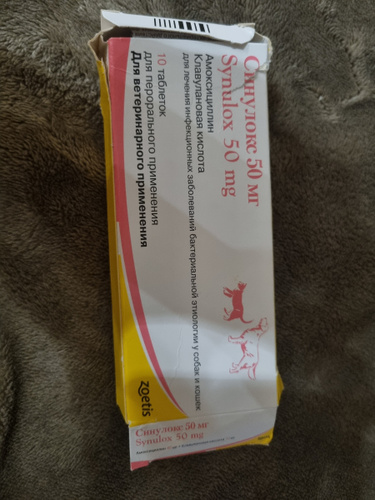 Синулокс 50 мг
Synulox 50 mg
Амоксициллин
Клавулановая кислота
для лечения инфекционных заболеваний бактериальной этиологии у собак и кошек
10 таблеток
для перорального применения
Для ветеринарного применения
zoetis
Синулокс 50 мг
Synulox 50 mg